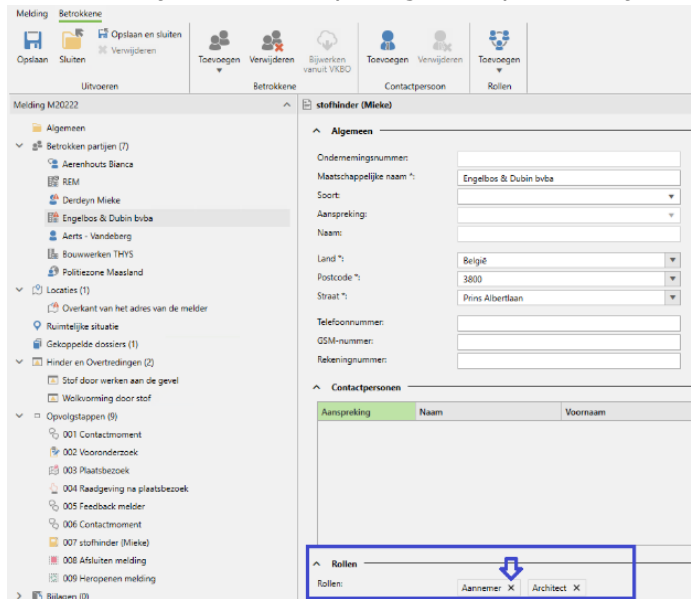 Melding Betrokkene
Opslaan
Sluiten
Opslaan en sluiten
Verwijderen
Toevoegen
Verwijderen
Bijwerken vanuit VKBO
Toevoegen
Verwijderen
Toevoegen
Uitvoeren
Betrokkene
Contactpersoon
Rollen
Melding M20222
Algemeen
Betrokken partijen (7)
Aerenhouts Bianca
REM
Derdeyn Mieke
Engelbos & Dubin bvba
Aerts - Vandeberg
Bouwwerken THYS
Politiezone Maasland
Locaties (1)
Overkant van het adres van de melder
Ruimtelijke situatie
Gekoppelde dossiers (1)
Hinder en Overtredingen (2)
Stof door werken aan de gevel
Wolkvorming door stof
Opvolgstappen (9)
001 Contactmoment
002 Vooronderzoek
003 Plaatsbezoek
004 Raadgeving na plaatsbezoek
005 Feedback melder
006 Contactmoment
007 stofhinder (Mieke)
008 Afsluiten melding
009 Heropenen melding
Bijlagen (0)
stofhinder (Mieke)
Algemeen
Ondernemingsnummer:
Maatschappelijke naam *: Engelbos & Dubin bvba
Soort:
Aanspreking:
Naam:
Land *: België
Postcode *: 3800
Straat *: Prins Albertlaan
Telefoonnummer:
GSM-nummer:
Rekeningnummer:
Contactpersonen
Aanspreking Naam Voornaam
Rollen
Rollen: Aannemer Architect